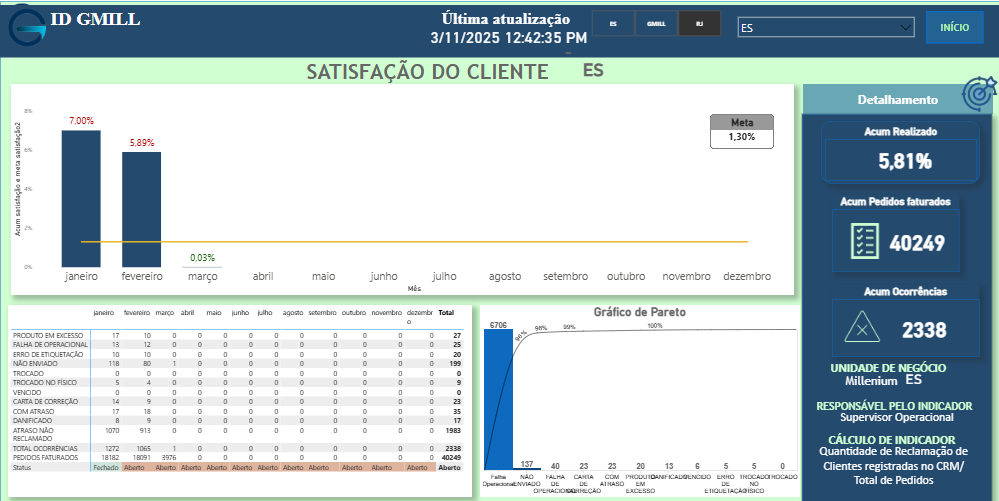 ID GMILL
Última atualização
3/11/2025 12:42:35 PM
ES GMILL RJ
ES
INÍCIO
SATISFAÇÃO DO CLIENTE ES
Acum satisfação e meta satisfação2
8%
6%
4%
2%
0%
7,00%
5,89%
0,03%
Meta
1,30%
janeiro fevereiro março abril maio junho julho agosto setembro outubro novembro dezembro
Mês
Detalhamento
Acum Realizado
5,81%
Acum Pedidos faturados
40249
Acum Ocorrências
2338
UNIDADE DE NEGÓCIO
Millenium ES
RESPONSÁVEL PELO INDICADOR
Supervisor Operacional
CÁLCULO DE INDICADOR
Quantidade de Reclamação de
Clientes registradas no CRM/
Total de Pedidos
janeiro fevereiro março abril maio junho julho agosto setembro outubro novembro dezembr Total
o
PRODUTO EM EXCESSO 17 10 0 0 0 0 0 0 0 0 0 0 27
FALHA DE OPERACIONAL 13 12 0 0 0 0 0 0 0 0 0 0 25
ERRO DE ETIQUETAÇÃO 10 10 0 0 0 0 0 0 0 0 0 0 20
NÃO ENVIADO 118 80 1 0 0 0 0 0 0 0 0 0 199
TROCADO 0 0 0 0 0 0 0 0 0 0 0 0 0
TROCADO NO FÍSICO 5 4 0 0 0 0 0 0 0 0 0 0 9
VENCIDO 0 0 0 0 0 0 0 0 0 0 0 0 0
CARTA DE CORREÇÃO 14 9 0 0 0 0 0 0 0 0 0 0 23
COM ATRASO 17 18 0 0 0 0 0 0 0 0 0 0 35
DANIFICADO 8 9 0 0 0 0 0 0 0 0 0 0 17
ATRASO NÃO 1070 913 0 0 0 0 0 0 0 0 0 0 1983
RECLAMADO
TOTAL OCORRÊNCIAS 1272 1065 1 0 0 0 0 0 0 0 0 0 2338
PEDIDOS FATURADOS 18182 18091 3976 0 0 0 0 0 0 0 0 0 40249
Status Fechado Aberto Aberto Aberto Aberto Aberto Aberto Aberto Aberto Aberto Aberto Aberto Aberto
Gráfico de Pareto
6706
96% 98% 99% 100%
137 40 23 23 20 13 6 5 5 0
Falha NÃO FALHA CARTA COM PRODUTO DANIFICADO VENCIDO ERRO TROCADO TROCADO
Operacional ENVIADO DE DE ATRASO EM DE NO
OPERACIONAL CORREÇÃO EXCESSO ETIQUETAÇÃO FÍSICO